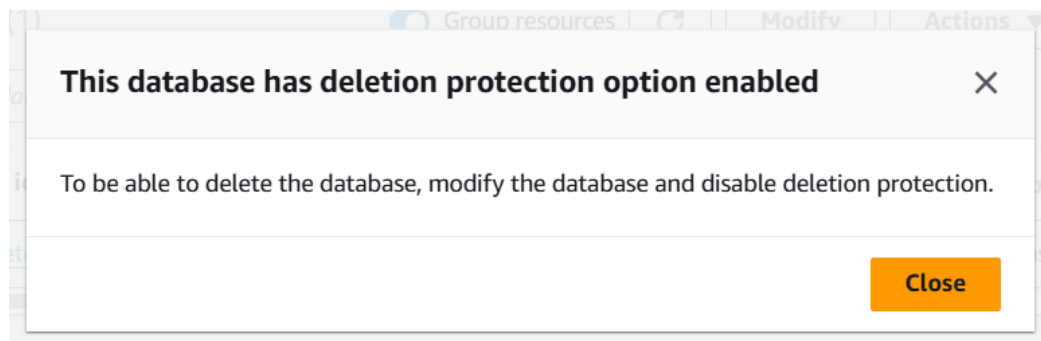 (1)
Group resources
Modify
Actions
This database has deletion protection option enabled
To be able to delete the database, modify the database and disable deletion protection.
Close